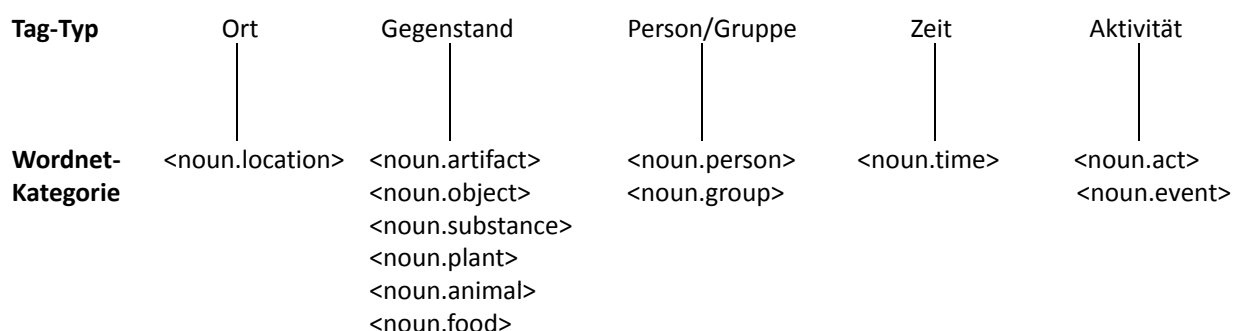 Tag-Typ Ort Gegenstand Person/Gruppe Zeit Aktivität
Wordnet- <noun.location> <noun.artifact> <noun.person> <noun.time> <noun.act>
Kategorie <noun.object> <noun.group> <noun.event>
<noun.substance>
<noun.plant>
<noun.animal>
<noun.food>